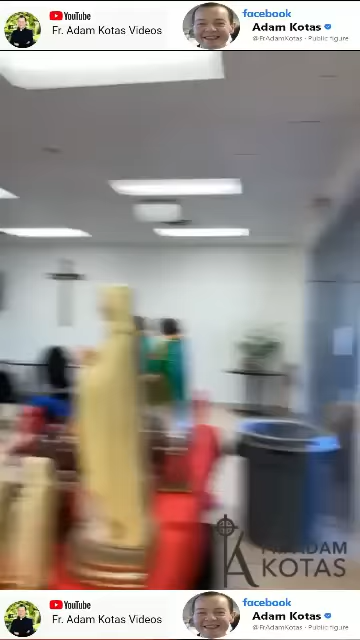 YouTube
Fr. Adam Kotas Videos
facebook
Adam Kotas
@FrAdamKotas · Public figure
FR ADAM
KOTAS
YouTube
Fr. Adam Kotas Videos
facebook
Adam Kotas
@FrAdamKotas · Public figure